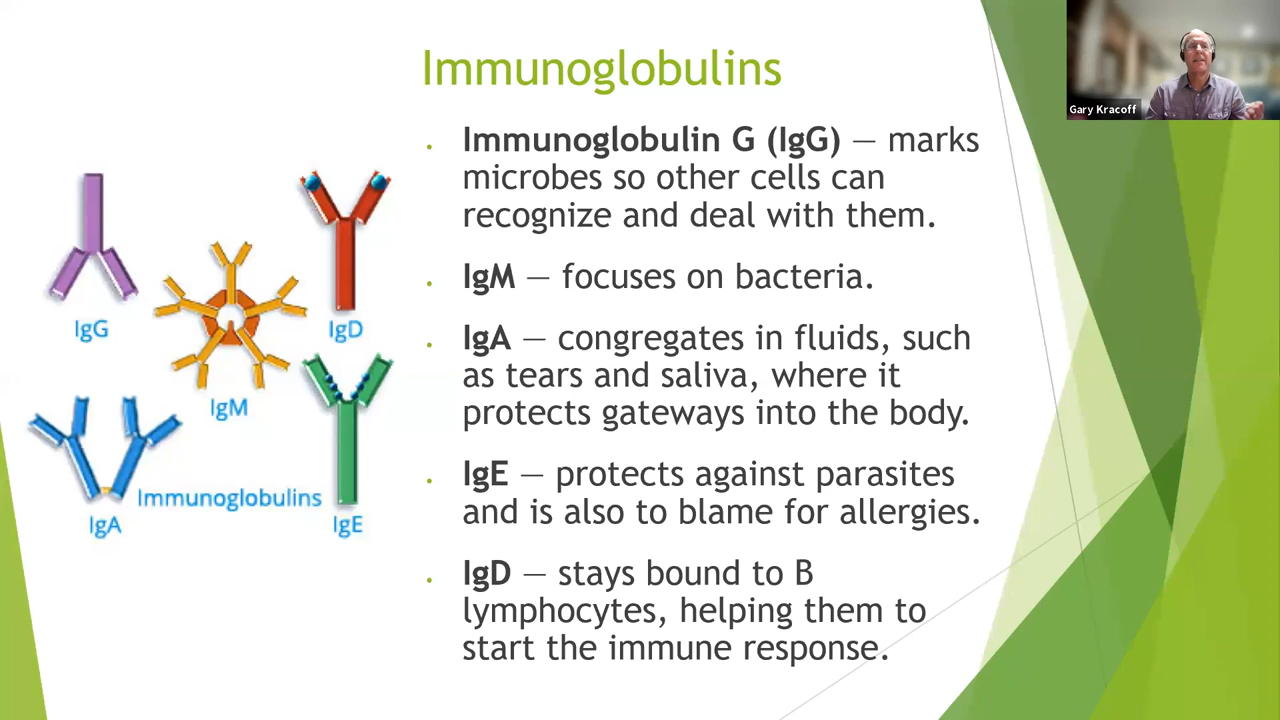 Immunoglobulins
Gary Kracoff
. Immunoglobulin G (IgG) — marks
microbes so other cells can
recognize and deal with them.
. IgM — focuses on bacteria.
. IgA — congregates in fluids, such
as tears and saliva, where it
protects gateways into the body.
. IgE — protects against parasites
and is also to blame for allergies.
. IgD — stays bound to B
lymphocytes, helping them to
start the immune response.
IgG
IgD
IgM
Immunoglobulins
IgA
IgE